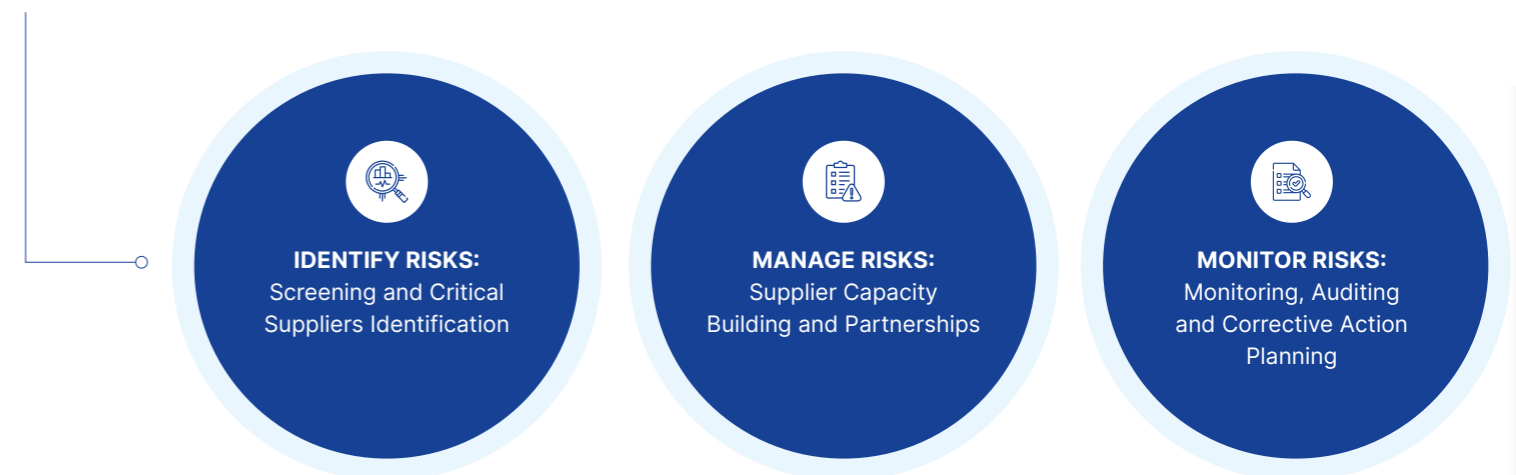 IDENTIFY RISKS:
Screening and Critical
Suppliers Identification
MANAGE RISKS:
Supplier Capacity
Building and Partnerships
MONITOR RISKS:
Monitoring, Auditing
and Corrective Action
Planning